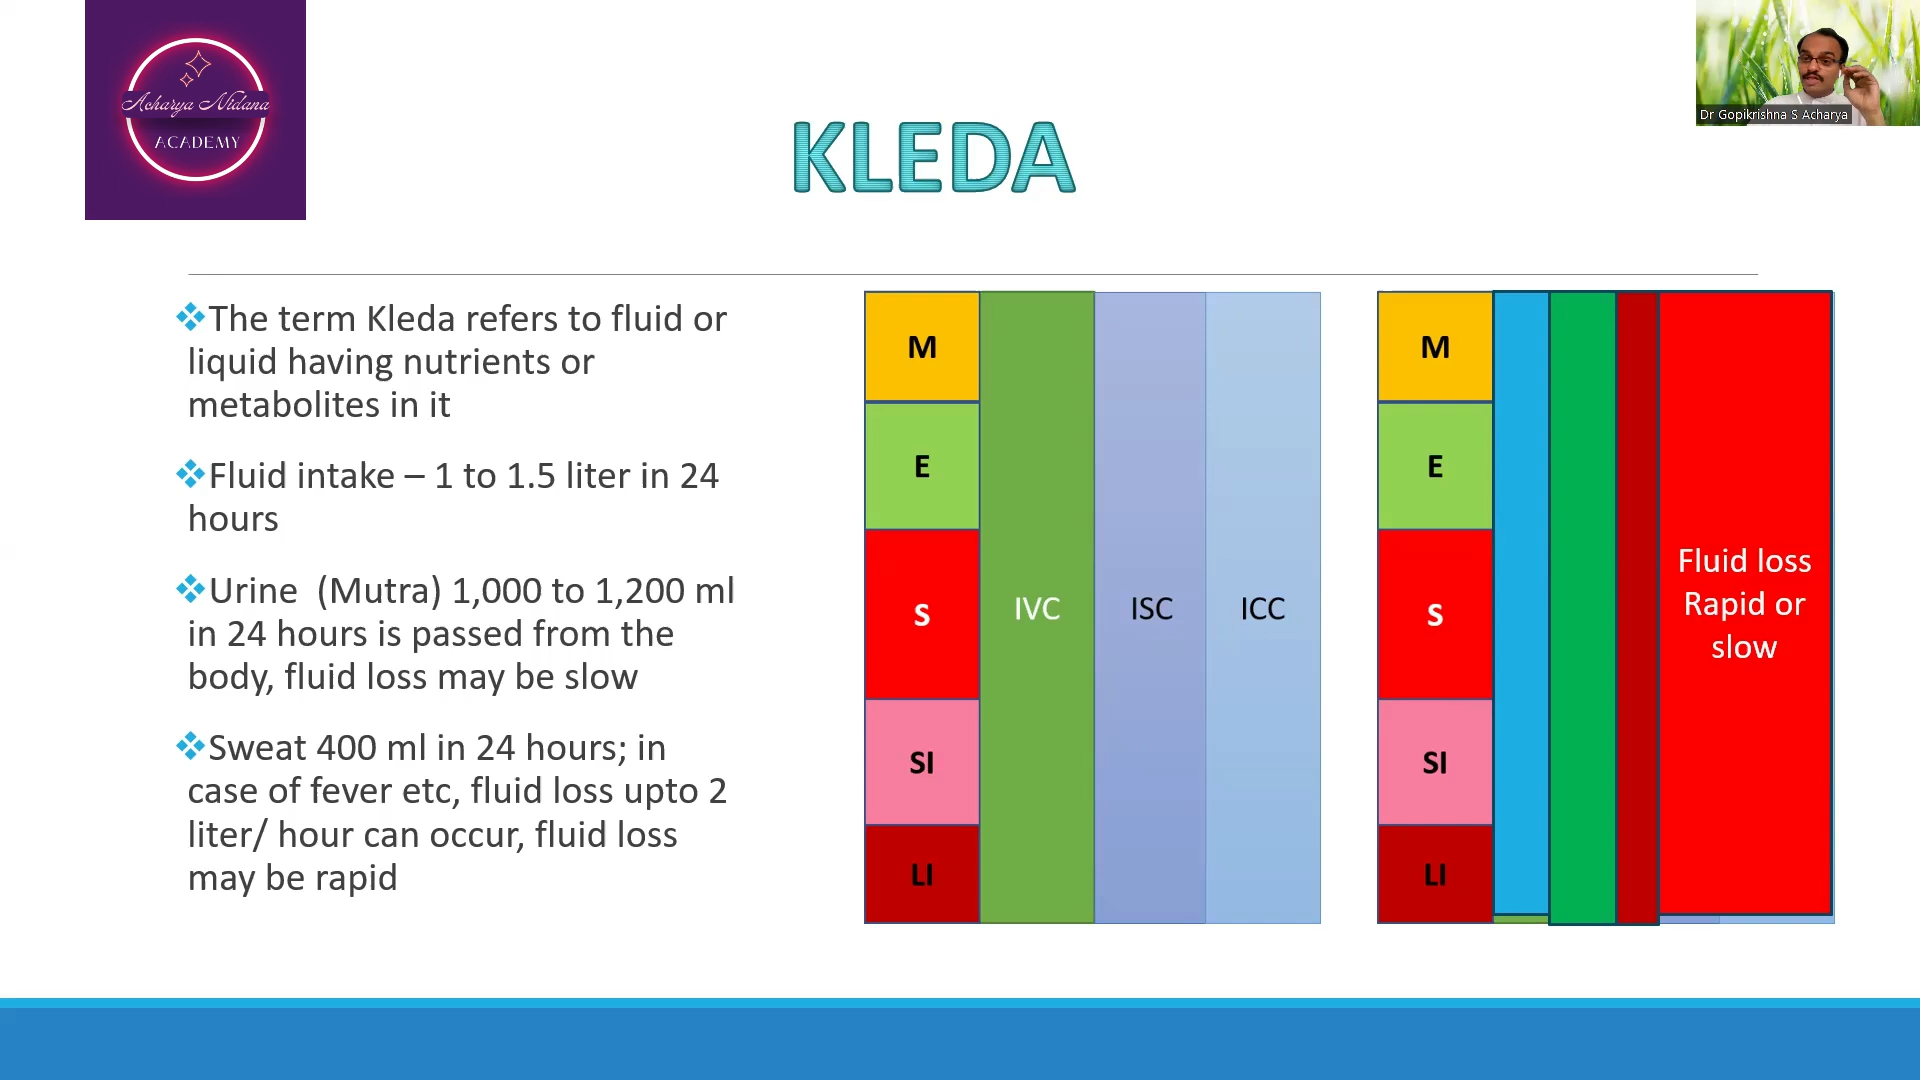 Acharya Nidana
ACADEMY
Dr Gopikrishna S Acharya
KLEDA
The term Kleda refers to fluid or
liquid having nutrients or
metabolites in it
Fluid intake – 1 to 1.5 liter in 24
hours
Urine (Mutra) 1,000 to 1,200 ml
in 24 hours is passed from the
body, fluid loss may be slow
Sweat 400 ml in 24 hours; in
case of fever etc, fluid loss upto 2
liter/ hour can occur, fluid loss
may be rapid
M
E
S
SI
LI
IVC
ISC
ICC
M
E
S
SI
LI
Fluid loss
Rapid or
slow